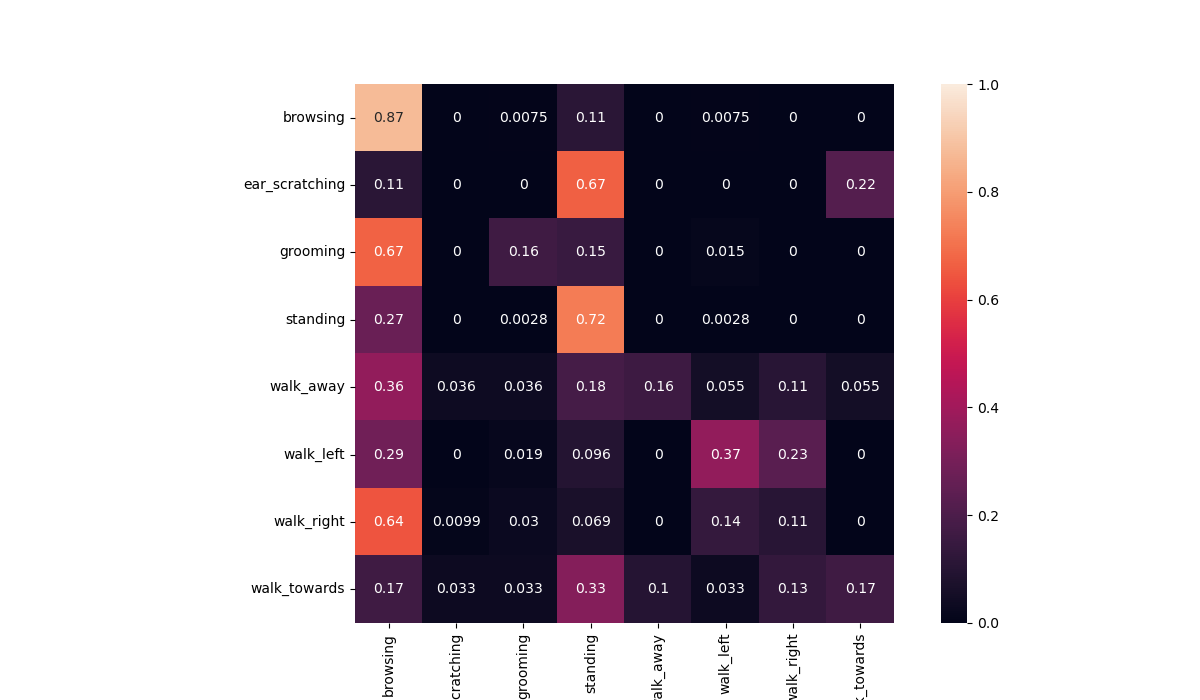 browsing 0.87 0 0.0075 0.11 0 0.0075 0 0 1.0
ear_scratching 0.11 0 0 0.67 0 0 0 0.22 0.8
grooming 0.67 0 0.16 0.15 0 0.015 0 0
standing 0.27 0 0.0028 0.72 0 0.0028 0 0 0.6
walk_away 0.36 0.036 0.036 0.18 0.16 0.055 0.11 0.055 0.4
walk_left 0.29 0 0.019 0.096 0 0.37 0.23 0
walk_right 0.64 0.0099 0.03 0.069 0 0.14 0.11 0 0.2
walk_towards 0.17 0.033 0.033 0.33 0.1 0.033 0.13 0.17 0.0
browsing
cratching
grooming
standing
alk_away
walk_left
walk_right
k_towards